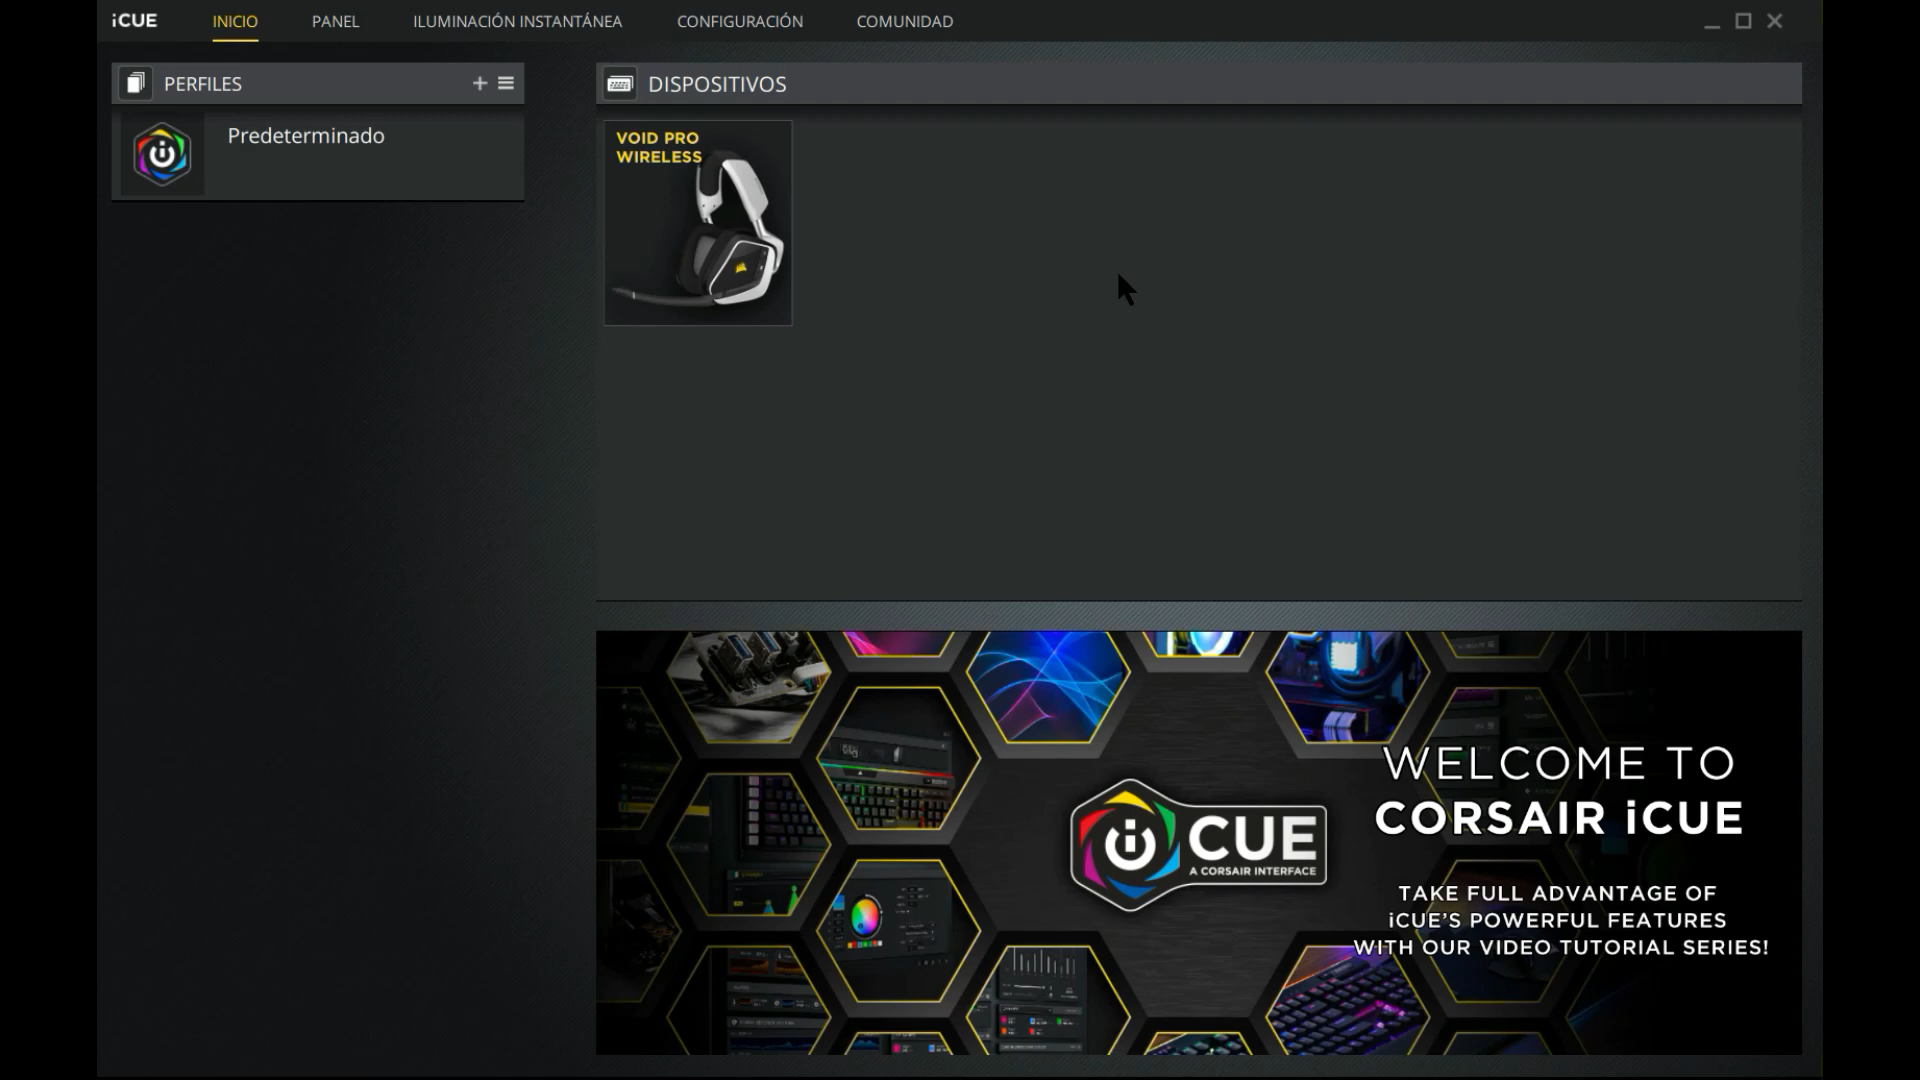 iCUE
INICIO
PANEL
ILUMINACIÓN INSTANTÁNEA
CONFIGURACIÓN
COMUNIDAD
PERFILES
DISPOSITIVOS
Predeterminado
VOID PRO
WIRELESS
WELCOME TO
CORSAIR iCUE
CUE
A CORSAIR INTERFACE
TAKE FULL ADVANTAGE OF
iCUE'S POWERFUL FEATURES
WITH OUR VIDEO TUTORIAL SERIES!